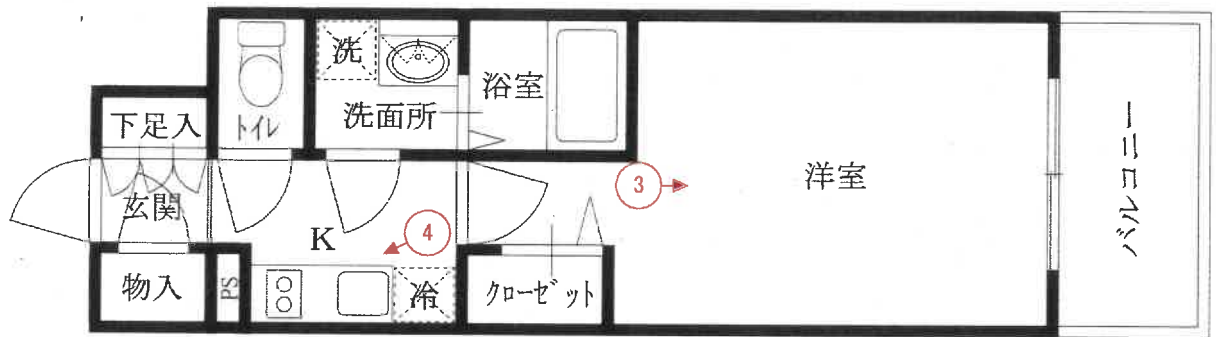 洗
浴室
洗面所
トイレ
下足入
玄関
K
④
③
洋室
バルコニー
物入
PS
冷
クローゼット